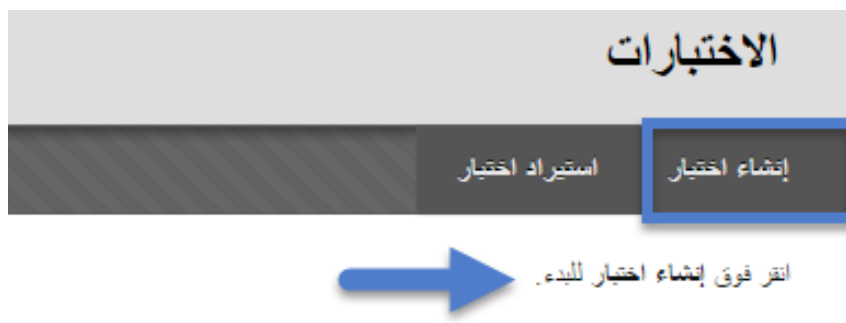 الاختبارات
إنشاء اختبار استيراد اختبار
انقر فوق إنشاء اختبار للبدء.